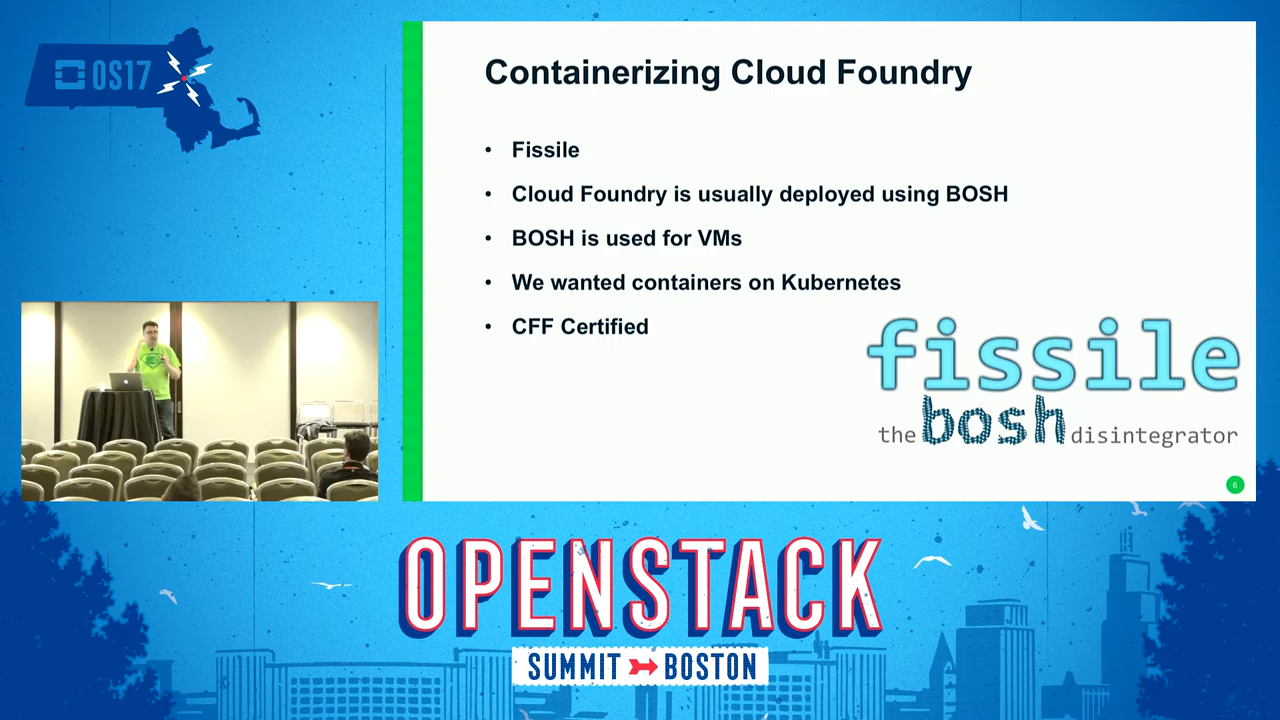 OS17
Containerizing Cloud Foundry
• Fissile
• Cloud Foundry is usually deployed using BOSH
• BOSH is used for VMs
• We wanted containers on Kubernetes
• CFF Certified
fissile
the bosh disintegrator
6
OPENSTACK
SUMMIT BOSTON